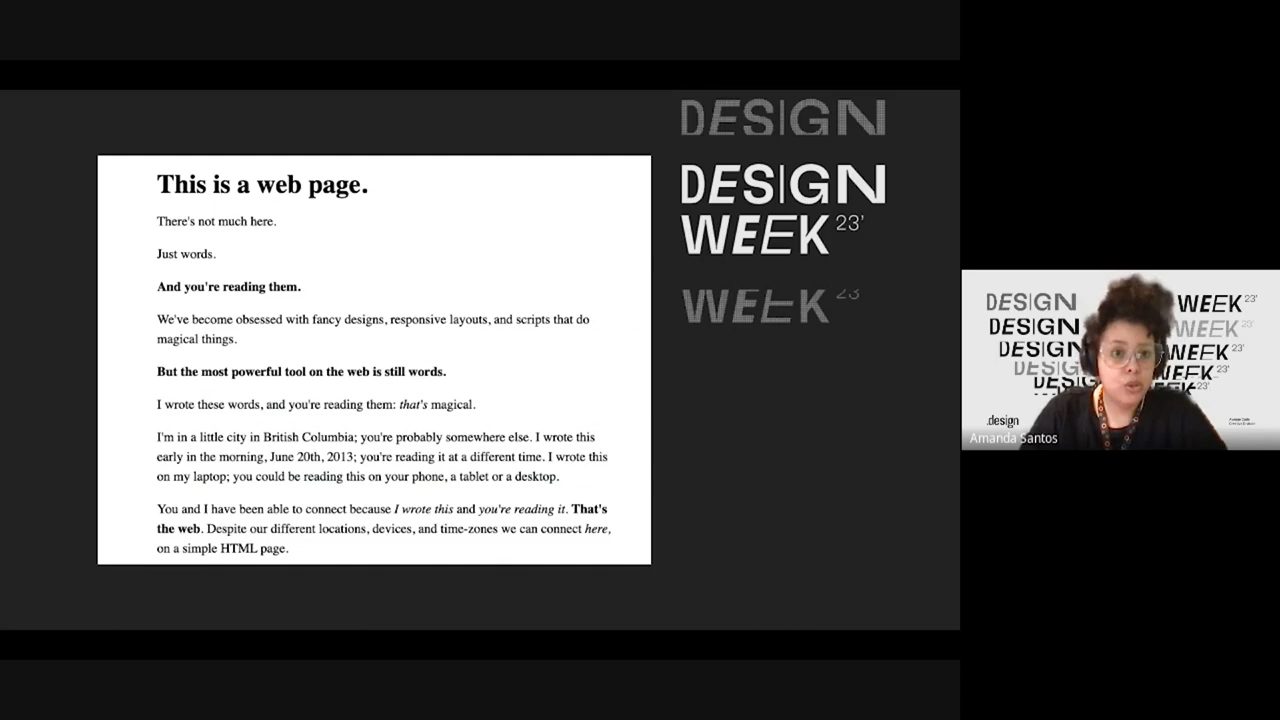 This is a web page.
There's not much here.
Just words.
And you're reading them.
We've become obsessed with fancy designs, responsive layouts, and scripts that do
magical things.
But the most powerful tool on the web is still words.
I wrote these words, and you're reading them: that's magical.
I'm in a little city in British Columbia; you're probably somewhere else. I wrote this
early in the morning, June 20th, 2013; you're reading it at a different time. I wrote this
on my laptop; you could be reading this on your phone, a tablet or a desktop.
You and I have been able to connect because I wrote this and you're reading it. That's
the web. Despite our different locations, devices, and time-zones we can connect here,
on a simple HTML page.
DESIGN
DESIGN
WEEK 23'
WEEK 23
DESIGN WEEK 23'
DESIGN WEEK 23'
DESIGN WEEK 23'
DESIGN WEEK 23'
DESIGN WEEK 23'
.design
Amanda Santos